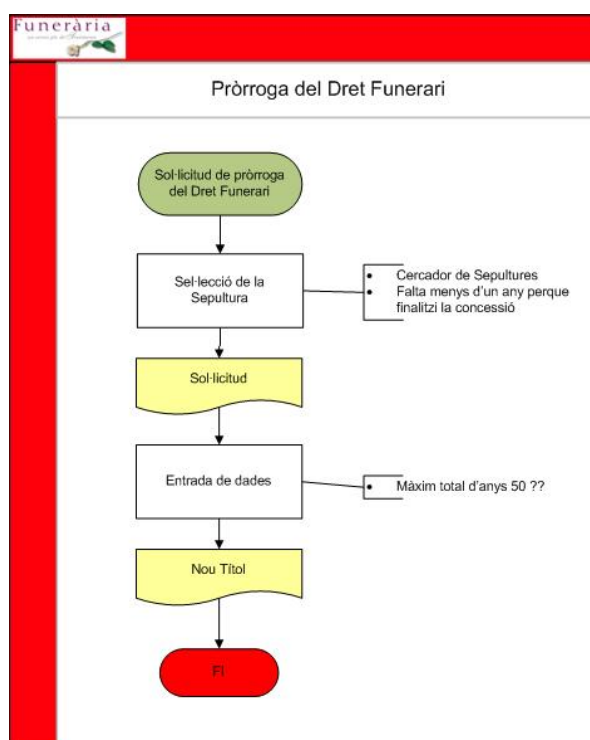 Funerària
Pròrroga del Dret Funerari
Sol·licitud de pròrroga
del Dret Funerari
Sel·lecció de la
Sepultura
• Cercador de Sepultures
• Falta menys d'un any perque
finalitzi la concessió
Sol·licitud
Entrada de dades
• Màxim total d'anys 50 ??
Nou Títol
FI